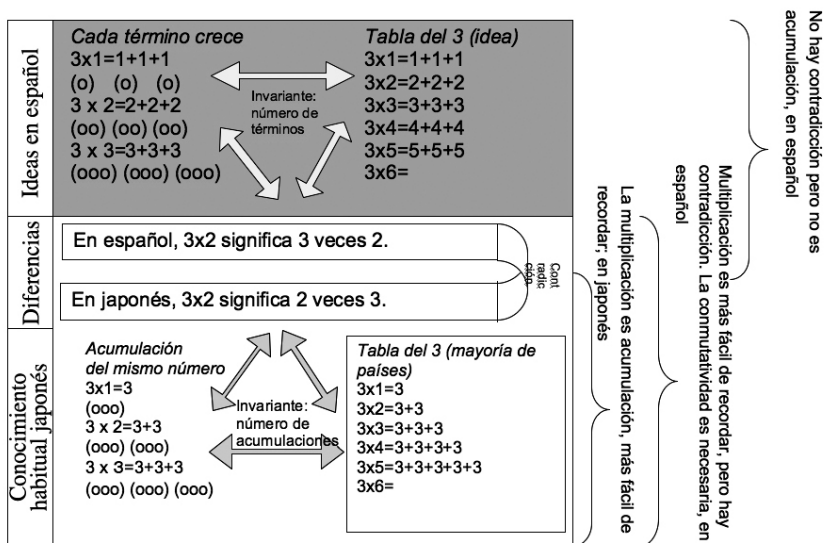 Ideas en español
Cada término crece
3x1=1+1+1
(o) (o) (o)
3 x 2=2+2+2
(oo) (oo) (oo)
3 x 3=3+3+3
(ooo) (ooo) (ooo)
Invariante:
número de
términos
Tabla del 3 (idea)
3x1=1+1+1
3x2=2+2+2
3x3=3+3+3
3x4=4+4+4
3x5=5+5+5
3x6=
Diferencias
En español, 3x2 significa 3 veces 2.
En japonés, 3x2 significa 2 veces 3.
Cont
radic
ción
Conocimiento
habitual japonés
Acumulación
del mismo número
3x1=3
(ooo)
3 x 2=3+3
(ooo) (ooo)
3 x 3=3+3+3
(ooo) (ooo) (ooo)
Invariante:
número de
acumulaciones
Tabla del 3 (mayoría de
países)
3x1=3
3x2=3+3
3x3=3+3+3
3x4=3+3+3+3
3x5=3+3+3+3+3
3x6=
La multiplicación es acumulación, más fácil de
recordar; en japonés
Multiplicación es más fácil de recordar, pero hay
contradicción. La conmutatividad es necesaria, en
español
No hay contradicción pero no es
acumulación, en español